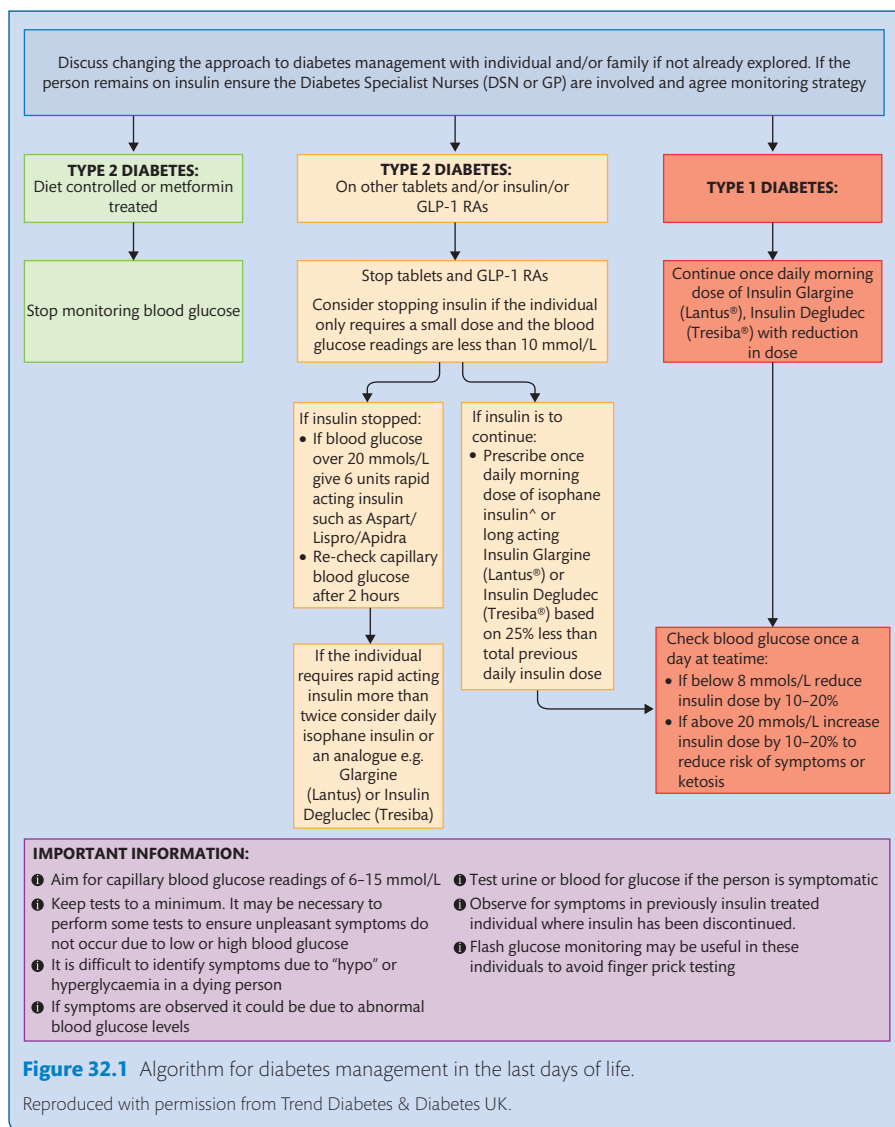 Discuss changing the approach to diabetes management with individual and/or family if not already explored. If the
person remains on insulin ensure the Diabetes Specialist Nurses (DSN or GP) are involved and agree monitoring strategy
TYPE 2 DIABETES:
Diet controlled or metformin
treated
Stop monitoring blood glucose
TYPE 2 DIABETES:
On other tablets and/or insulin/or
GLP-1 RAs
Stop tablets and GLP-1 RAs
Consider stopping insulin if the individual
only requires a small dose and the blood
glucose readings are less than 10 mmol/L
If insulin stopped:
• If blood glucose
over 20 mmols/L
give 6 units rapid
acting insulin
such as Aspart/
Lispro/Apidra
• Re-check capillary
blood glucose
after 2 hours
If the individual
requires rapid acting
insulin more than
twice consider daily
isophane insulin or
an analogue e.g.
Glargine
(Lantus) or Insulin
Degluclec (Tresiba)
If insulin is to
continue:
• Prescribe once
daily morning
dose of isophane
insulin^ or
long acting
Insulin Glargine
(Lantus®) or
Insulin Degludec
(Tresiba®) based
on 25% less than
total previous
daily insulin dose
TYPE 1 DIABETES:
Continue once daily morning
dose of Insulin Glargine
(Lantus®), Insulin Degludec
(Tresiba®) with reduction
in dose
Check blood glucose once a
day at teatime:
• If below 8 mmols/L reduce
insulin dose by 10–20%
• If above 20 mmols/L increase
insulin dose by 10–20% to
reduce risk of symptoms or
ketosis
IMPORTANT INFORMATION:
Aim for capillary blood glucose readings of 6–15 mmol/L
Keep tests to a minimum. It may be necessary to
perform some tests to ensure unpleasant symptoms do
not occur due to low or high blood glucose
It is difficult to identify symptoms due to "hypo" or
hyperglycaemia in a dying person
If symptoms are observed it could be due to abnormal
blood glucose levels
Test urine or blood for glucose if the person is symptomatic
Observe for symptoms in previously insulin treated
individual where insulin has been discontinued.
Flash glucose monitoring may be useful in these
individuals to avoid finger prick testing
Figure 32.1 Algorithm for diabetes management in the last days of life.
Reproduced with permission from Trend Diabetes & Diabetes UK.